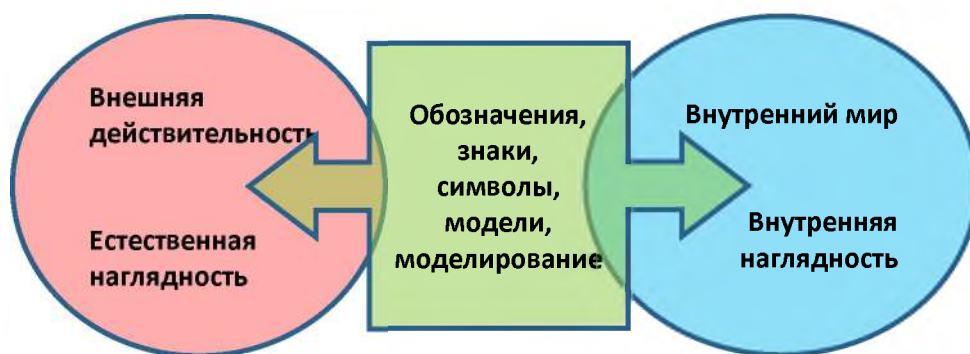 Внешняя
действительность
Естественная
наглядность
Обозначения,
знаки,
символы,
модели,
моделирование
Внутренний мир
Внутренняя
наглядность